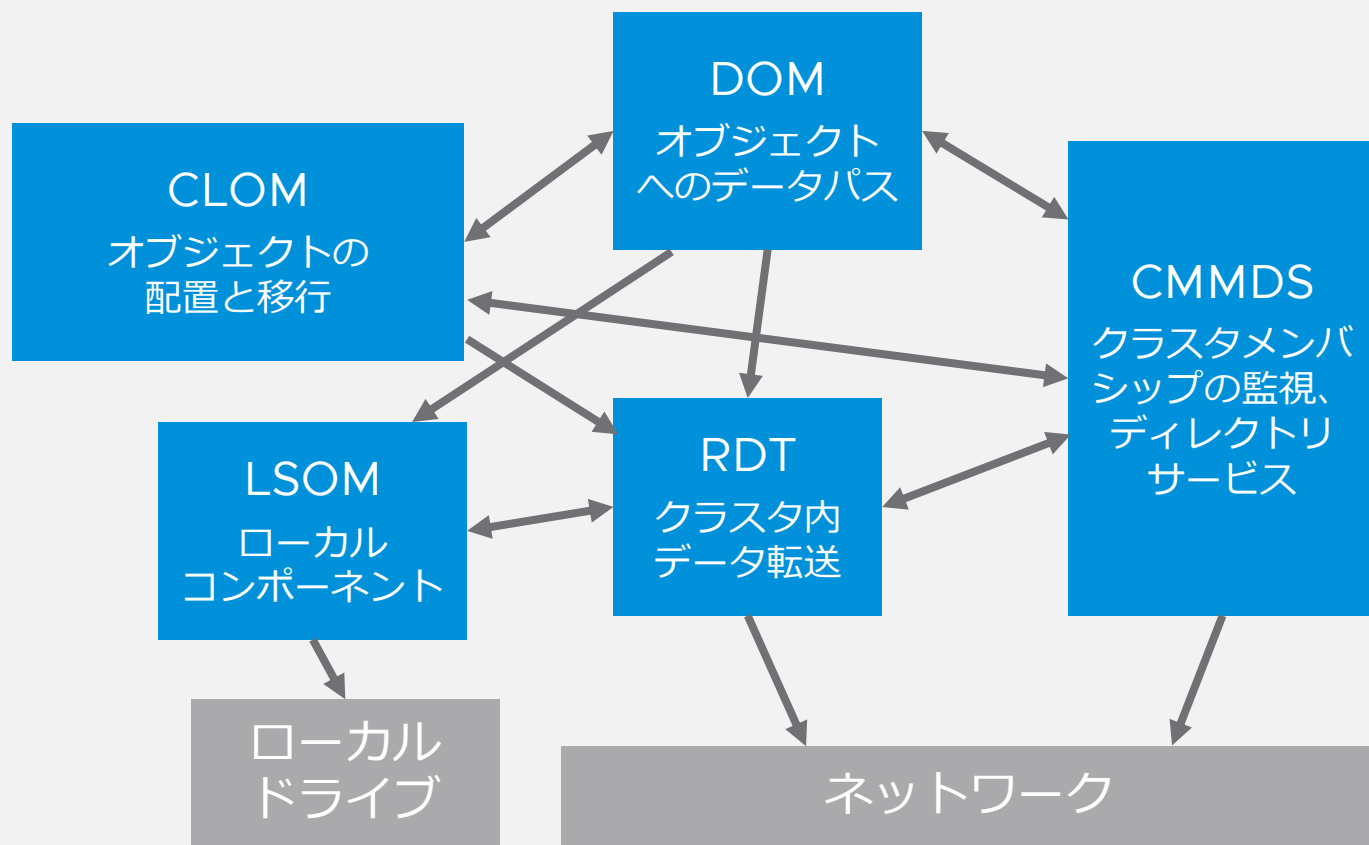 DOM
オブジェクト
へのデータパス
CLOM
オブジェクトの
配置と移行
CMMDS
クラスタメンバ
シップの監視、
ディレクトリ
サービス
LSOM
ローカル
コンポーネント
RDT
クラスタ内
データ転送
ローカル
ドライブ
ネットワーク